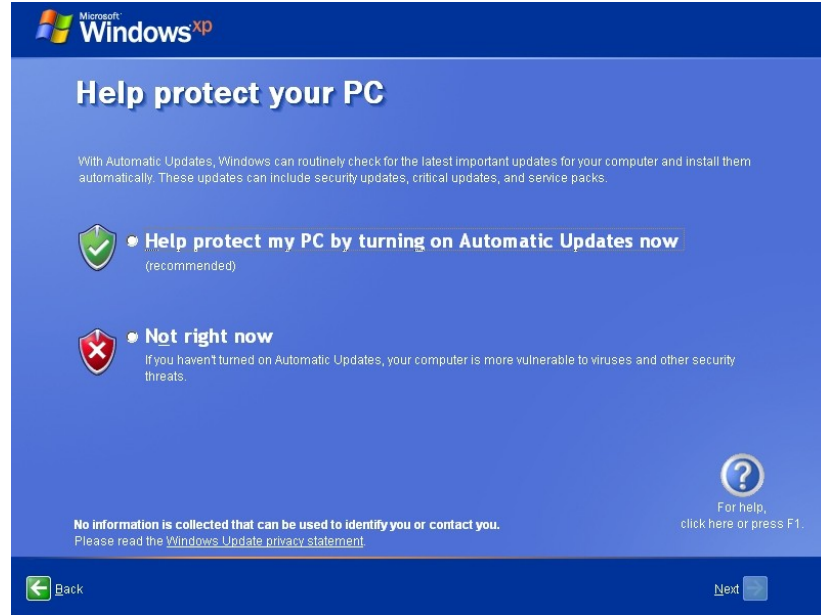 Microsoft
Windows xp
Help protect your PC
With Automatic Updates, Windows can routinely check for the latest important updates for your computer and install them
automatically. These updates can include security updates, critical updates, and service packs.
Help protect my PC by turning on Automatic Updates now
(recommended)
Not right now
If you haven't turned on Automatic Updates, your computer is more vulnerable to viruses and other security
threats.
For help,
click here or press F1.
No information is collected that can be used to identify you or contact you.
Please read the Windows Update privacy statement.
Back
Next